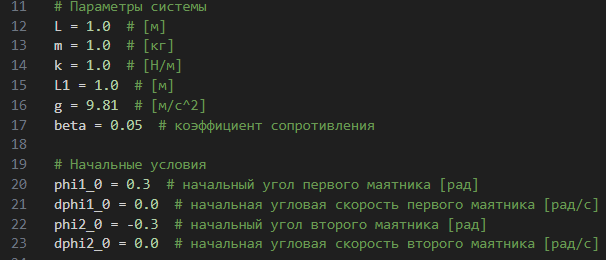 11 # Параметры системы
12 L = 1.0 # [м]
13 m = 1.0 # [кг]
14 k = 1.0 # [Н/м]
15 L1 = 1.0 # [м]
16 g = 9.81 # [м/с^2]
17 beta = 0.05 # коэффициент сопротивления
18
19 # Начальные условия
20 phi1_0 = 0.3 # начальный угол первого маятника [рад]
21 dphi1_0 = 0.0 # начальная угловая скорость первого маятника [рад/с]
22 phi2_0 = -0.3 # начальный угол второго маятника [рад]
23 dphi2_0 = 0.0 # начальная угловая скорость второго маятника [рад/с]